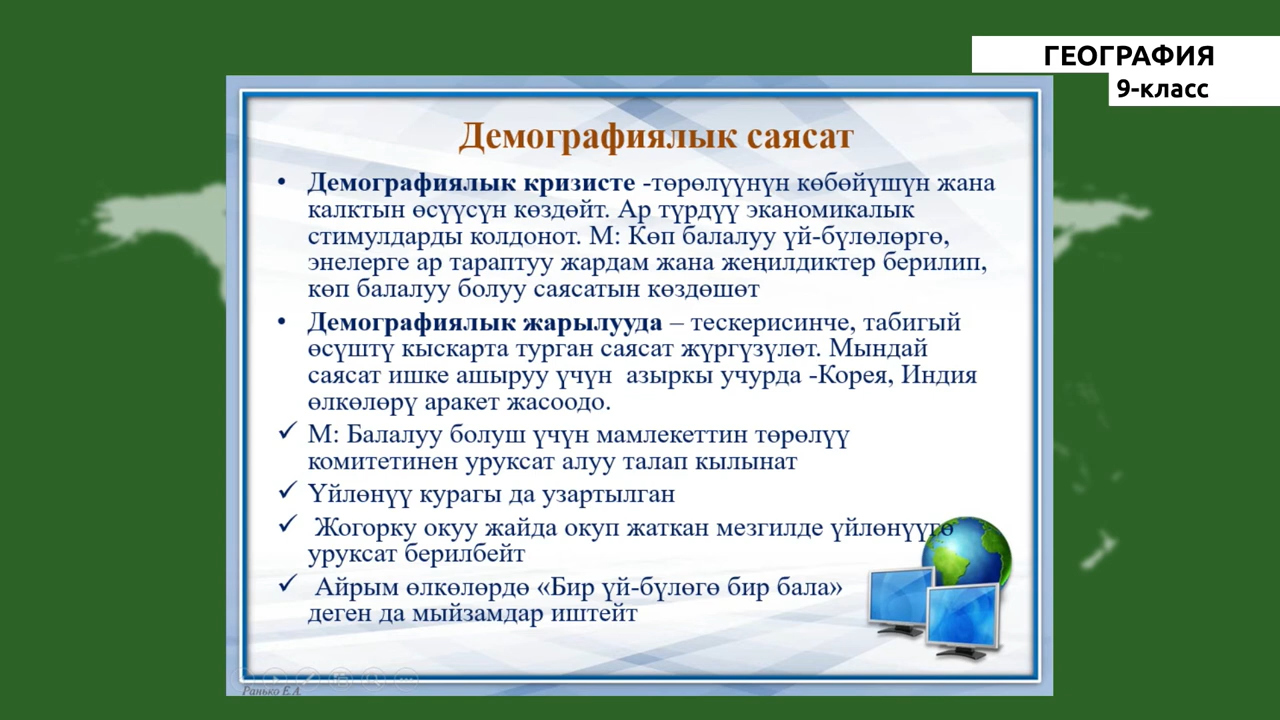 ГЕОГРАФИЯ
9-класс
Демографиялык саясат
• Демографиялык кризисте -төрөлүүнүн көбөйүшүн жана
калктын өсүүсүн көздөйт. Ар түрдүү экановикалык
стимулдарды колдонот. М: Көп балалуу үй-бүлөлөргө,
энелерге ар тараптуу жардам жана жеңилдиктер берилип,
көп балалуу болуу саясатын көздөшөт
• Демографиялык жарылууда – тескерисинче, табигый
өсүштү кыскарта турган саясат жүргүзүлөт. Мындай
саясат ишке ашыруу үчүн азыркы учурда -Корея, Индия
өлкөлөрү аракет жасоодо.
✓ М: Балалуу болуш үчүн мамлекеттин төрөлүү
комитетинен уруксат алуу талап кылынат
✓ Үйлөнүү курагы да узартылган
✓ Жогорку окуу жайда окуп жаткан мезгилде үйлөнүүгө
уруксат берилбейт
✓ Айрым өлкөлөрдө «Бир үй-бүлөгө бир бала»
деген да мыйзамдар иштейт
Ранько Е.А.